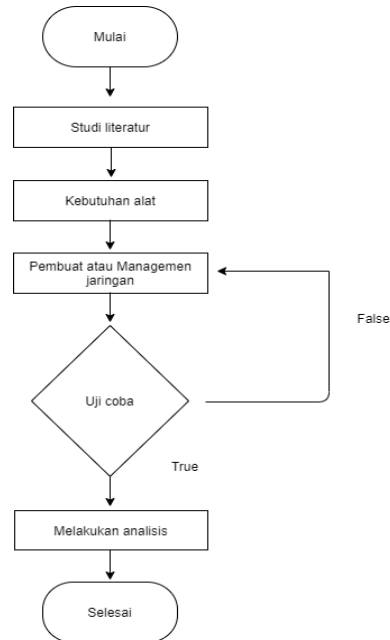 Mulai
Studi literatur
Kebutuhan alat
Pembuat atau Managemen
jaringan
False
Uji coba
True
Melakukan analisis
Selesai